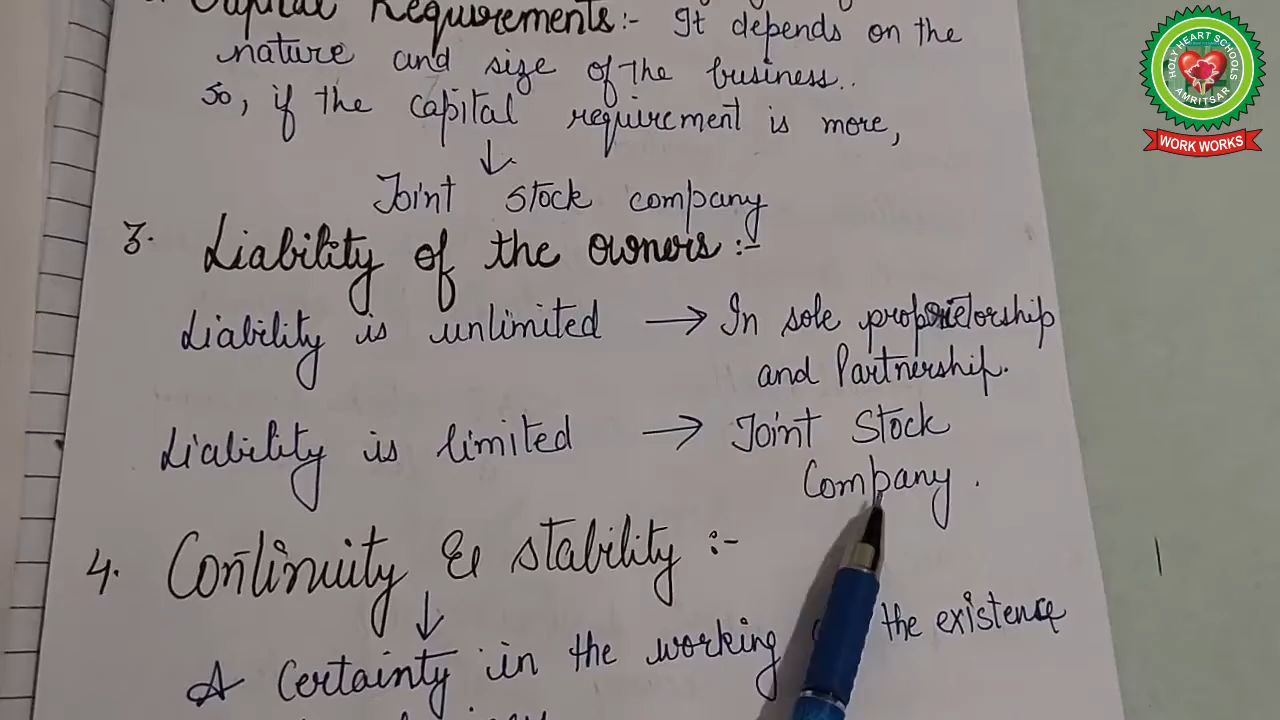 Capital Requirements:- It depends on the
nature and size of the business..
So, if the capital requirement is more,
↓
Joint stock company
3. Liability of the owners:-
Liability is unlimited → In sole proprietorship
and Partnership.
Liability is limited → Joint Stock
Company.
4. Continuity & stability :-
↓
A certainty in the working the existence
HOLY HEART SCHOOLS
AMRITSAR
WORK WORKS